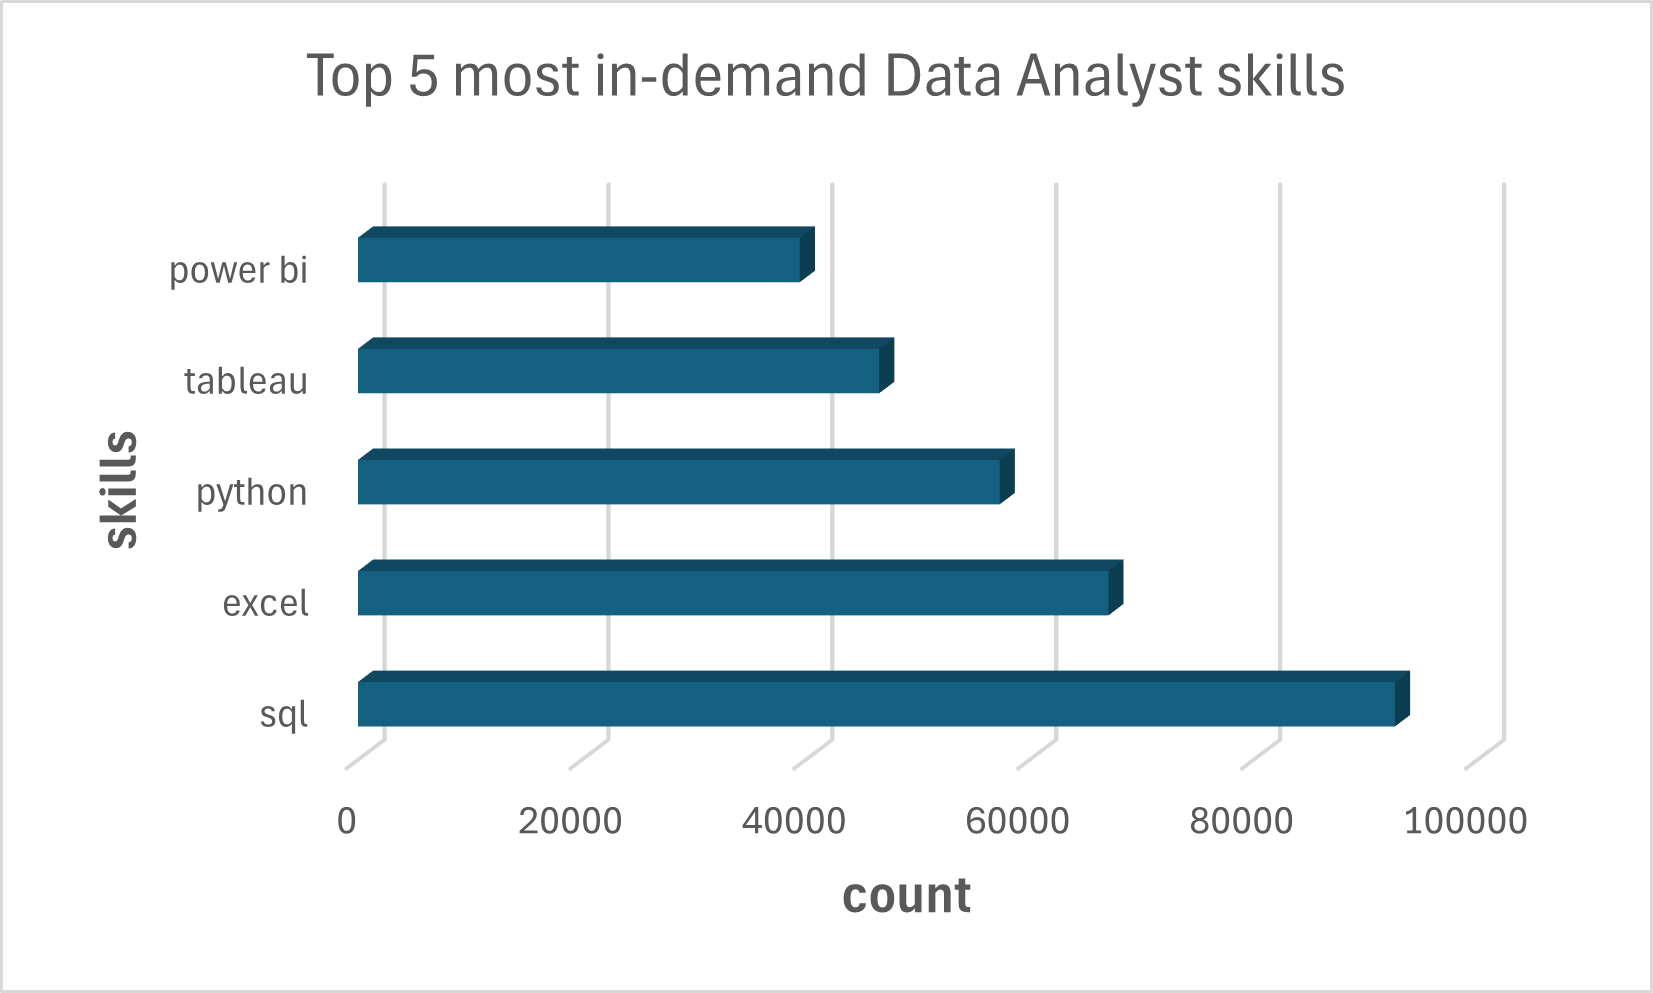 Top 5 most in-demand Data Analyst skills
skills
power bi
tableau
python
excel
sql
0 20000 40000 60000 80000 100000
count